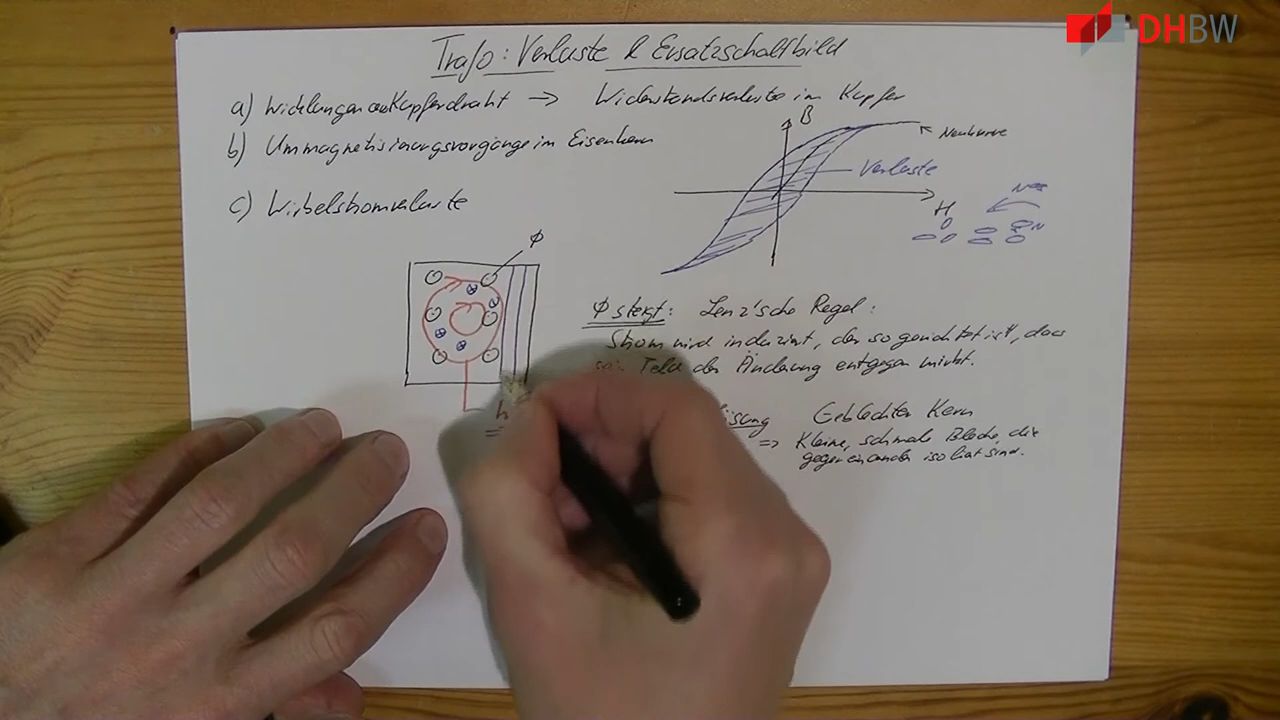 DHBW
Trafo: Verluste & Ersatzschaltbild
a) Wicklungen aus Kupferdraht → Widerstandsverluste im Kupfer
b) Ummagnetisierungsvorgänge im Eisenkern
c) Wirbelstromverluste
B
Neukurve
Verluste
H
N
Φ
Φ steigt: Lenz'sche Regel:
Strom wird induziert, der so gerichtet ist, dass
sein Feld der Änderung entgegen wirkt.
Geblechter Kern
⇒ Kleine, schmale Bleche, die
gegeneinander isoliert sind.